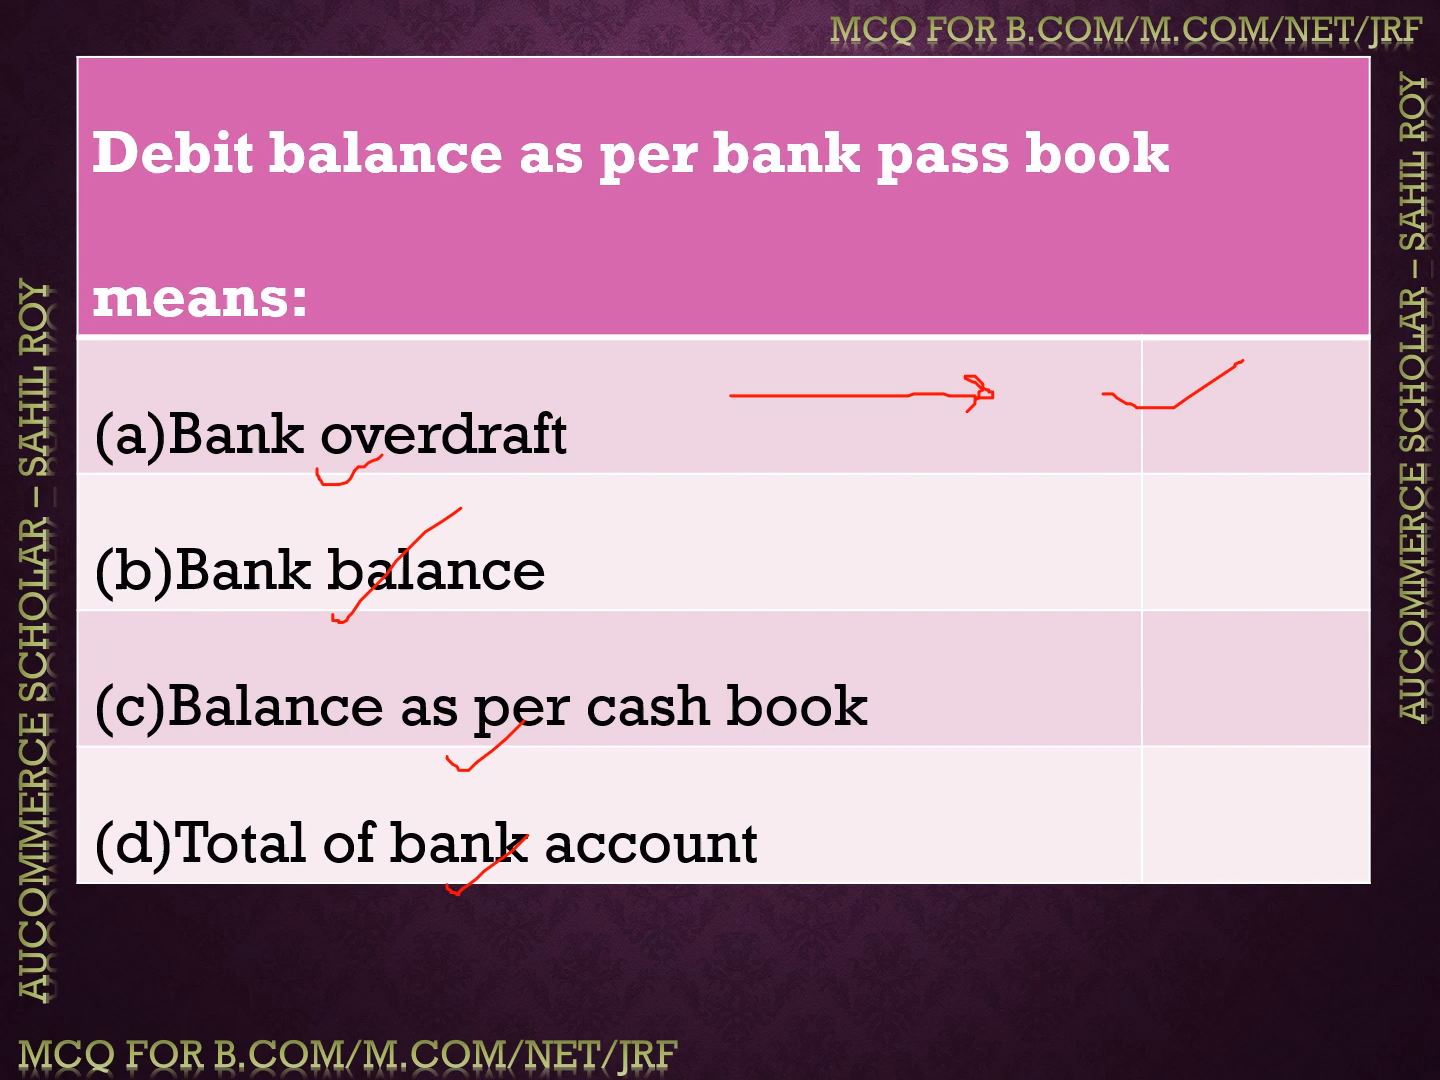 MCQ FOR B.COM/M.COM/NET/JRF
Debit balance as per bank pass book
means:
(a)Bank overdraft
(b)Bank balance
(c)Balance as per cash book
(d)Total of bank account
AUCOMMERCE SCHOLAR – SAHIL ROY
AUCOMMERCE SCHOLAR – SAHIL ROY
MCQ FOR B.COM/M.COM/NET/JRF